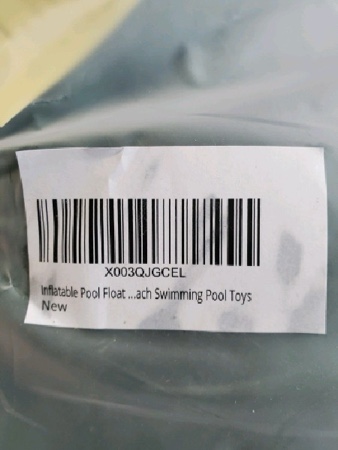 X003QJGCEL
Inflatable Pool Float ...ach Swimming Pool Toys
New